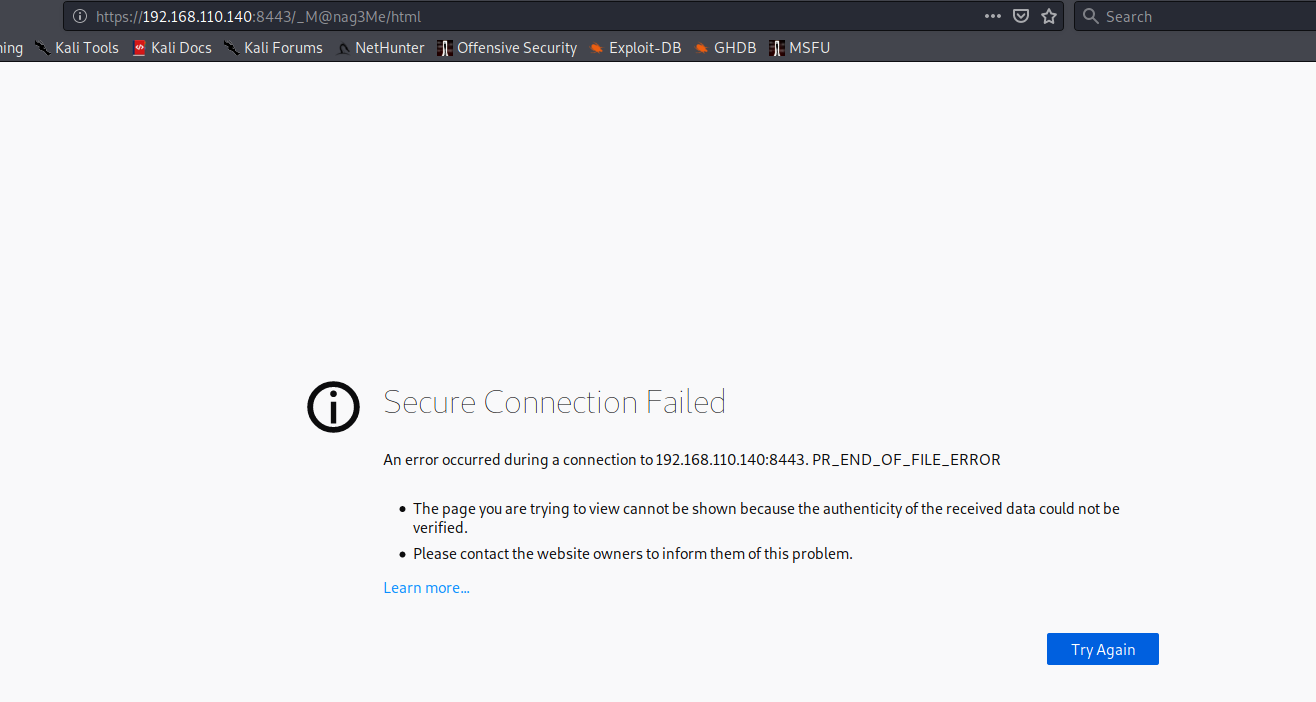 https://192.168.110.140:8443/_M@nag3Me/html
Search
ning Kali Tools Kali Docs Kali Forums NetHunter Offensive Security Exploit-DB GHDB MSFU
Secure Connection Failed
An error occurred during a connection to 192.168.110.140:8443. PR_END_OF_FILE_ERROR
The page you are trying to view cannot be shown because the authenticity of the received data could not be
verified.
Please contact the website owners to inform them of this problem.
Learn more...
Try Again